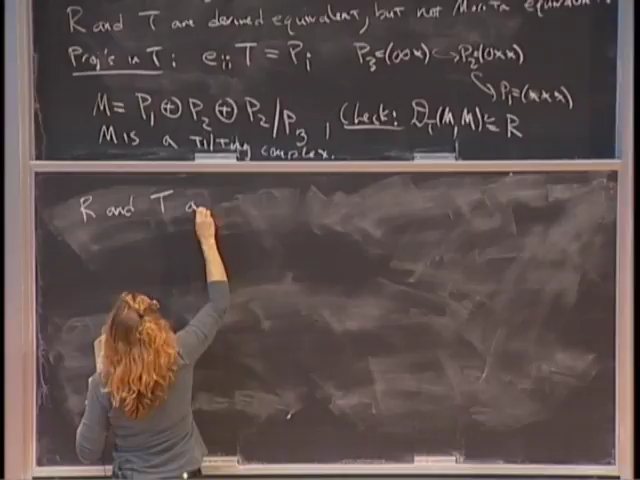 R and T are derived equivalent, but not Morita equivalent.
Proj's in T: e_ii T = P_i P_3=(00*) ↪ P_2=(0**) ↪ P_1=(***)
M = P_1 ⊕ P_2 ⊕ P_2/P_3, Check: D_T(M,M) ≃ R
M is a Tilting complex.
R and T a